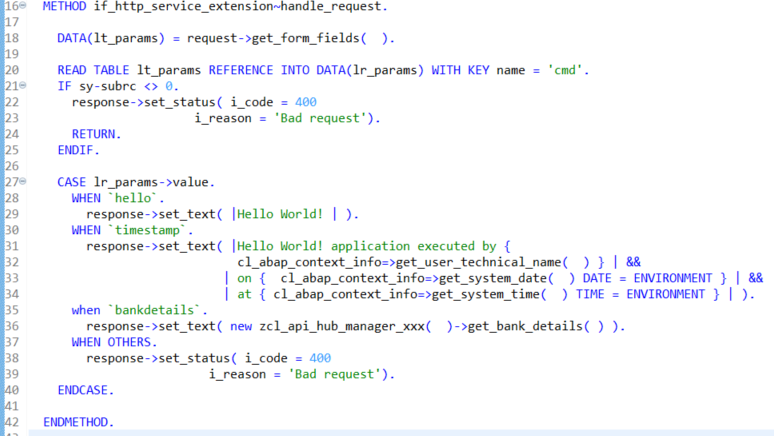 16 METHOD if_http_service_extension~handle_request.
17
18 DATA(lt_params) = request->get_form_fields(  ).
19
20 READ TABLE lt_params REFERENCE INTO DATA(lr_params) WITH KEY name = 'cmd'.
21 IF sy-subrc <> 0.
22 response->set_status( i_code = 400
23 i_reason = 'Bad request').
24 RETURN.
25 ENDIF.
26
27 CASE lr_params->value.
28 WHEN `hello`.
29 response->set_text( |Hello World! | ).
30 WHEN `timestamp`.
31 response->set_text( |Hello World! application executed by {
32 cl_abap_context_info=>get_user_technical_name(  ) } | &&
33 | on {  cl_abap_context_info=>get_system_date(  ) DATE = ENVIRONMENT } | &&
34 | at { cl_abap_context_info=>get_system_time(  ) TIME = ENVIRONMENT } | ).
35 when `bankdetails`.
36 response->set_text( new zcl_api_hub_manager_xxx(  )->get_bank_details( ) ).
37 WHEN OTHERS.
38 response->set_status( i_code = 400
39 i_reason = 'Bad request').
40 ENDCASE.
41
42 ENDMETHOD.